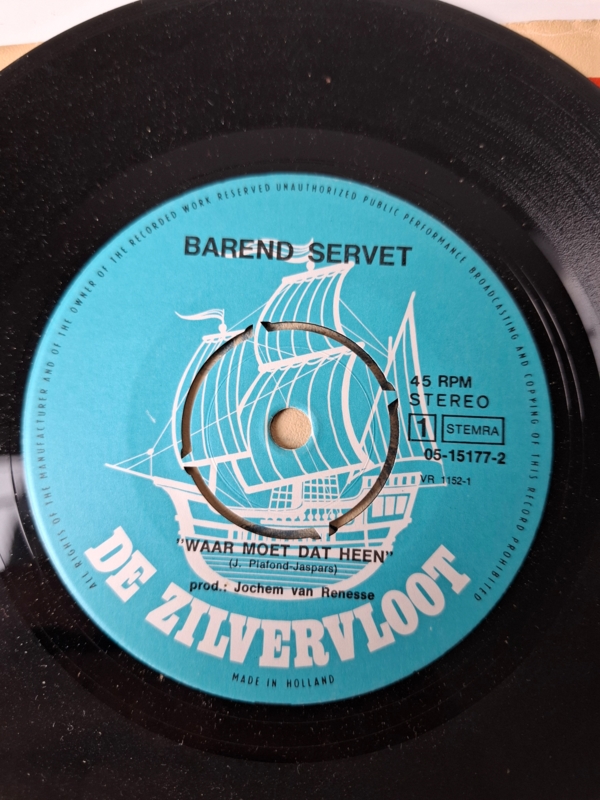 ALL RIGHTS OF THE MANUFACTURER AND OF THE OWNER OF THE RECORDED WORK RESERVED UNAUTHORIZED PUBLIC PERFORMANCE BROADCASTING AND COPYING OF THIS RECORD PROHIBITED
BAREND SERVET
45 RPM
STEREO
1 STEMRA
05-15177-2
VR 1152-1
"WAAR MOET DAT HEEN"
(J. Plafond-Jaspars)
prod.: Jochem van Renesse
DE ZILVERVLOOT
MADE IN HOLLAND